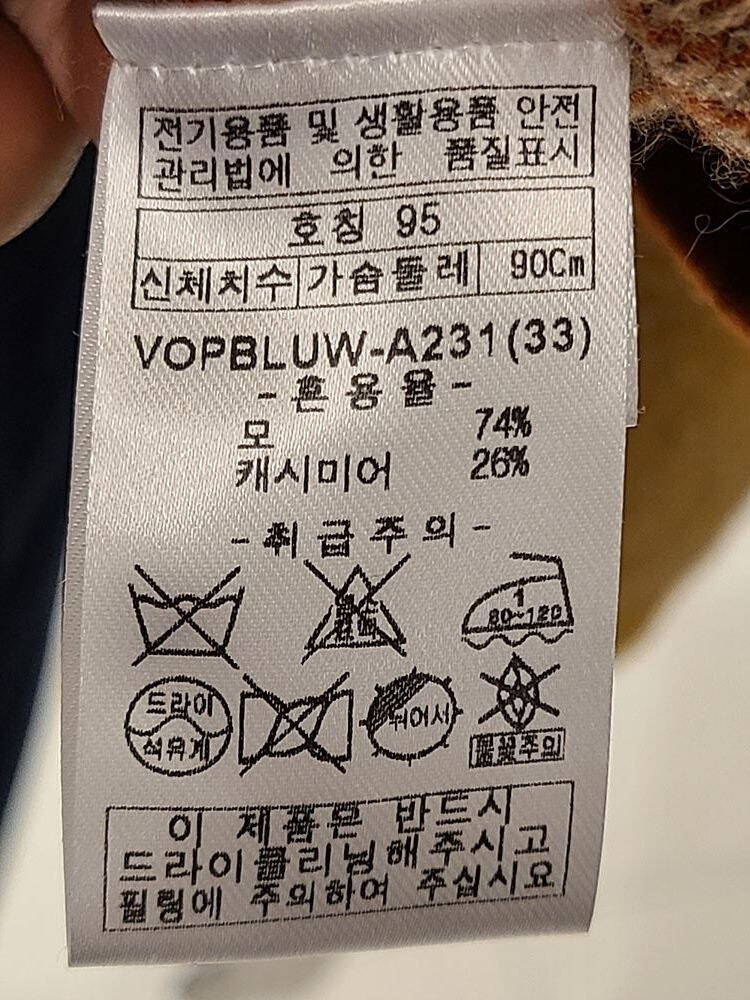 전기용품 및 생활용품 안전
관리법에 의한 품질표시
호칭 95
신체치수 가슴둘레 90Cm
VOPBLUW-A231(33)
-혼용율-
모 74%
캐시미어 26%
-취급주의-
1
80~120
드라이
석유계
뉘어서
불꽃주의
이 제품은 반드시
드라이클리닝해주시고
필링에 주의하여 주십시요